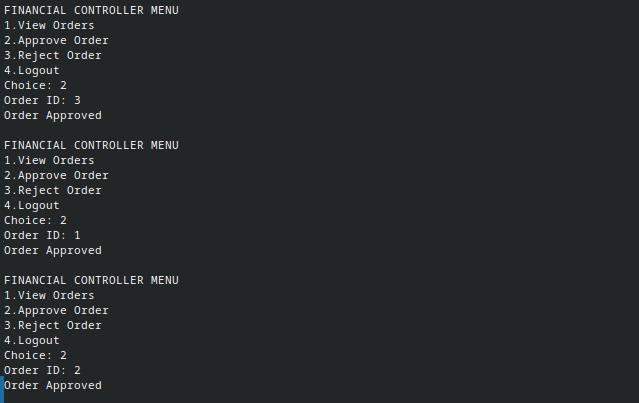 FINANCIAL CONTROLLER MENU
1.View Orders
2.Approve Order
3.Reject Order
4.Logout
Choice: 2
Order ID: 3
Order Approved

FINANCIAL CONTROLLER MENU
1.View Orders
2.Approve Order
3.Reject Order
4.Logout
Choice: 2
Order ID: 1
Order Approved

FINANCIAL CONTROLLER MENU
1.View Orders
2.Approve Order
3.Reject Order
4.Logout
Choice: 2
Order ID: 2
Order Approved